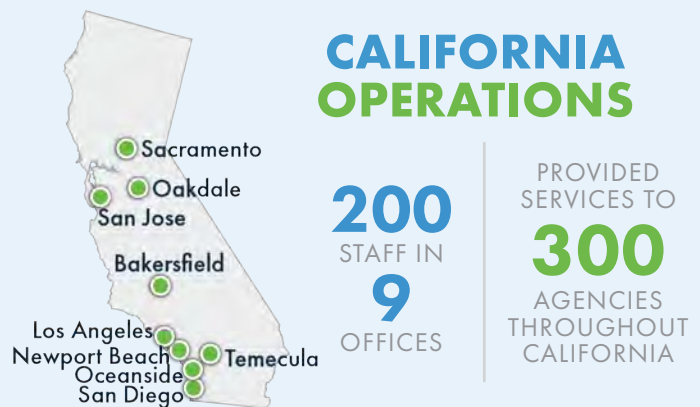 CALIFORNIA
OPERATIONS
Sacramento
Oakdale
San Jose
Bakersfield
Los Angeles
Newport Beach
Temecula
Oceanside
San Diego
200
STAFF IN
9
OFFICES
PROVIDED
SERVICES TO
300
AGENCIES
THROUGHOUT
CALIFORNIA